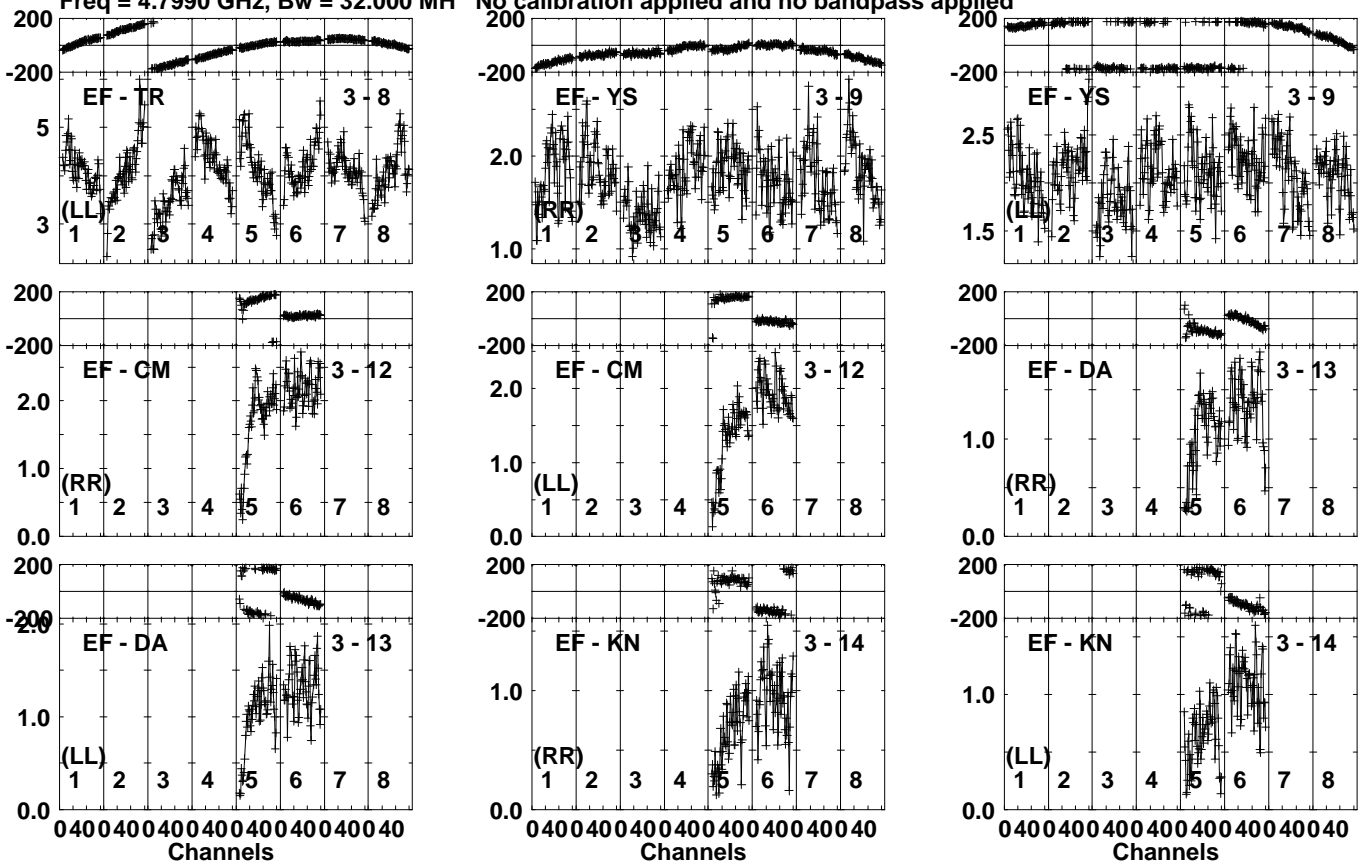 Freq = 4.7990 GHz, Bw = 32.000 MH No calibration applied and no bandpass applied
200
-200
EF - TR 3 - 8
5
3
(LL)
1 2 3 4 5 6 7 8
EF - YS 3 - 9
2.0
1.0
(RR)
1 2 3 4 5 6 7 8
200
-200
EF - YS 3 - 9
2.5
1.5
(LL)
1 2 3 4 5 6 7 8
200
-200
EF - CM 3 - 12
2.0
1.0
0.0
(RR)
1 2 3 4 5 6 7 8
200
-200
EF - CM 3 - 12
2.0
1.0
0.0
(LL)
1 2 3 4 5 6 7 8
200
-200
EF - DA 3 - 13
1.0
0.0
(RR)
1 2 3 4 5 6 7 8
200
-200
2.0
EF - DA 3 - 13
1.0
0.0
(LL)
1 2 3 4 5 6 7 8
0 40 0 40 0 40 0 40 0 40 0 40 0 40 0 40
Channels
200
-200
EF - KN 3 - 14
1.0
0.0
(RR)
1 2 3 4 5 6 7 8
0 40 0 40 0 40 0 40 0 40 0 40 0 40 0 40
Channels
200
-200
EF - KN 3 - 14
1.0
0.0
(LL)
1 2 3 4 5 6 7 8
0 40 0 40 0 40 0 40 0 40 0 40 0 40 0 40
Channels